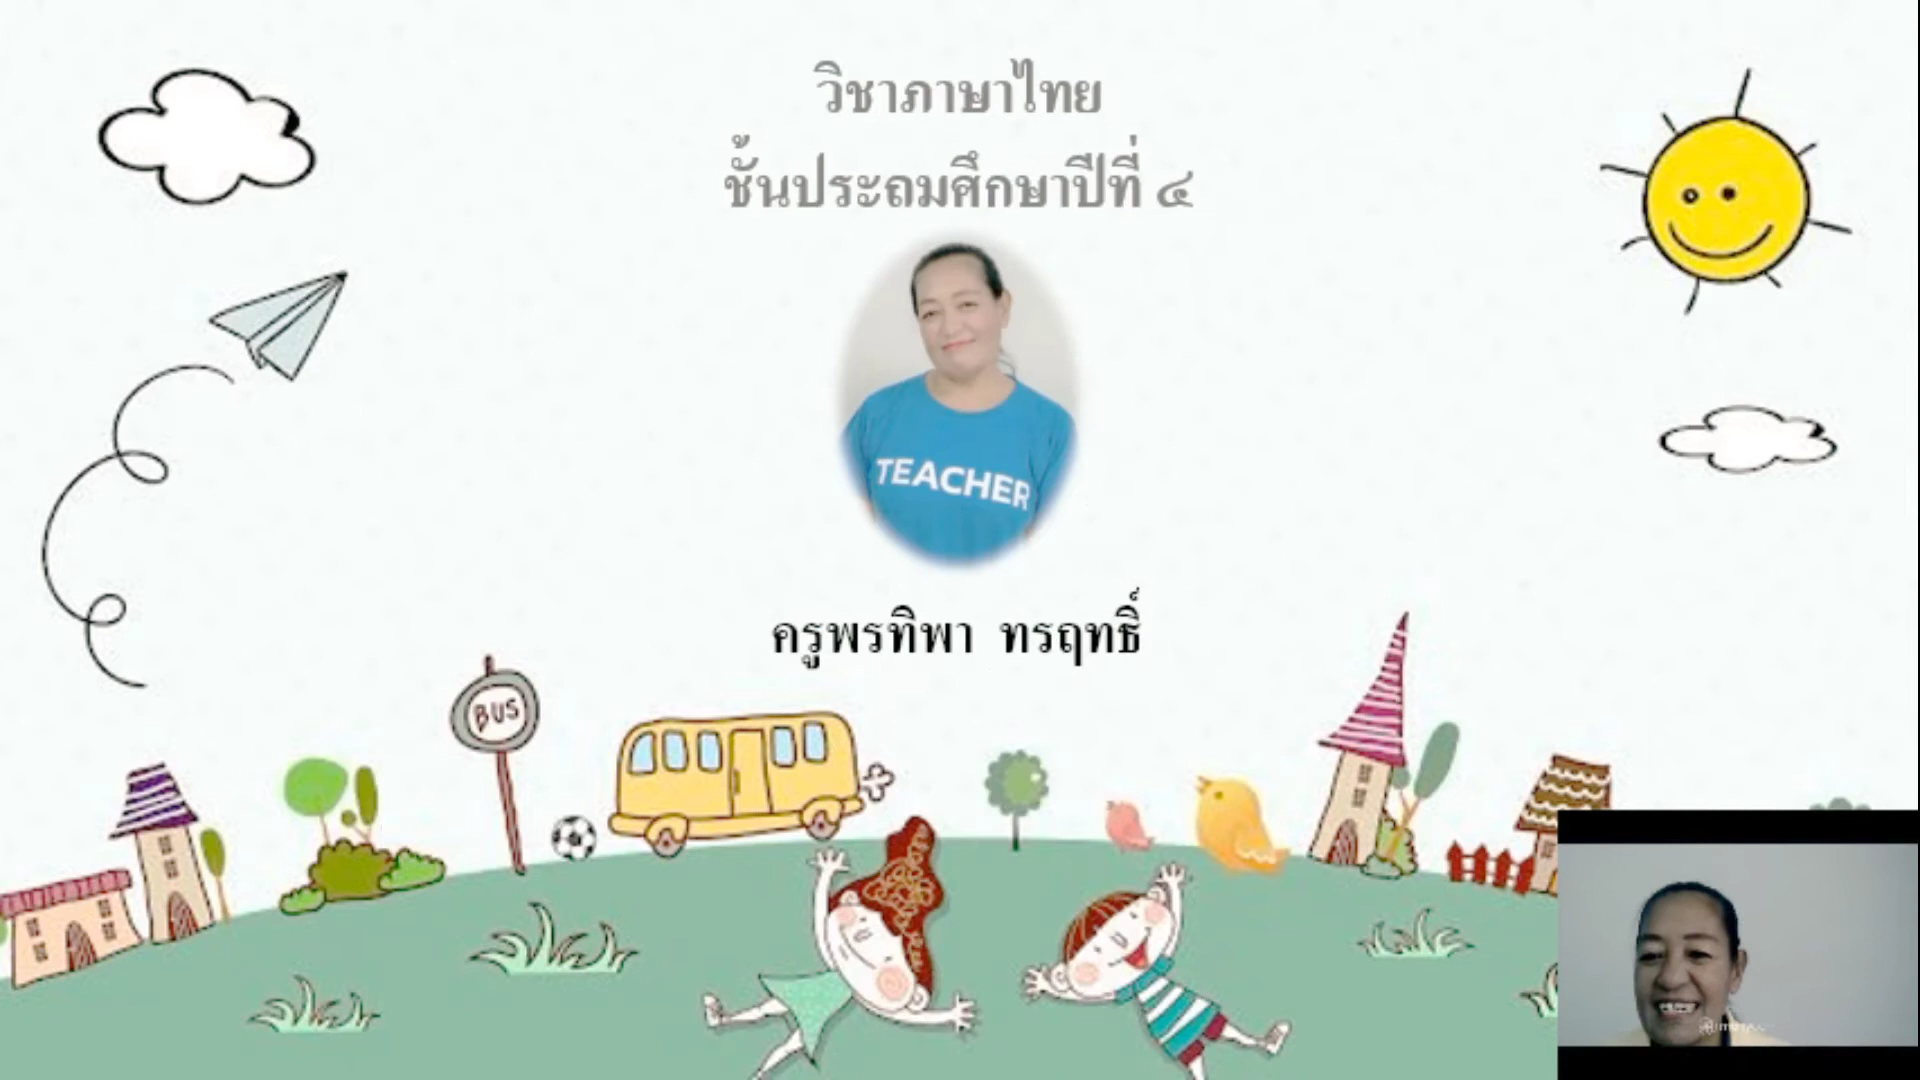 วิชาภาษาไทย
ชั้นประถมศึกษาปีที่ ๔
TEACHER
ครูพรทิพา ทรฤทธิ์
BUS